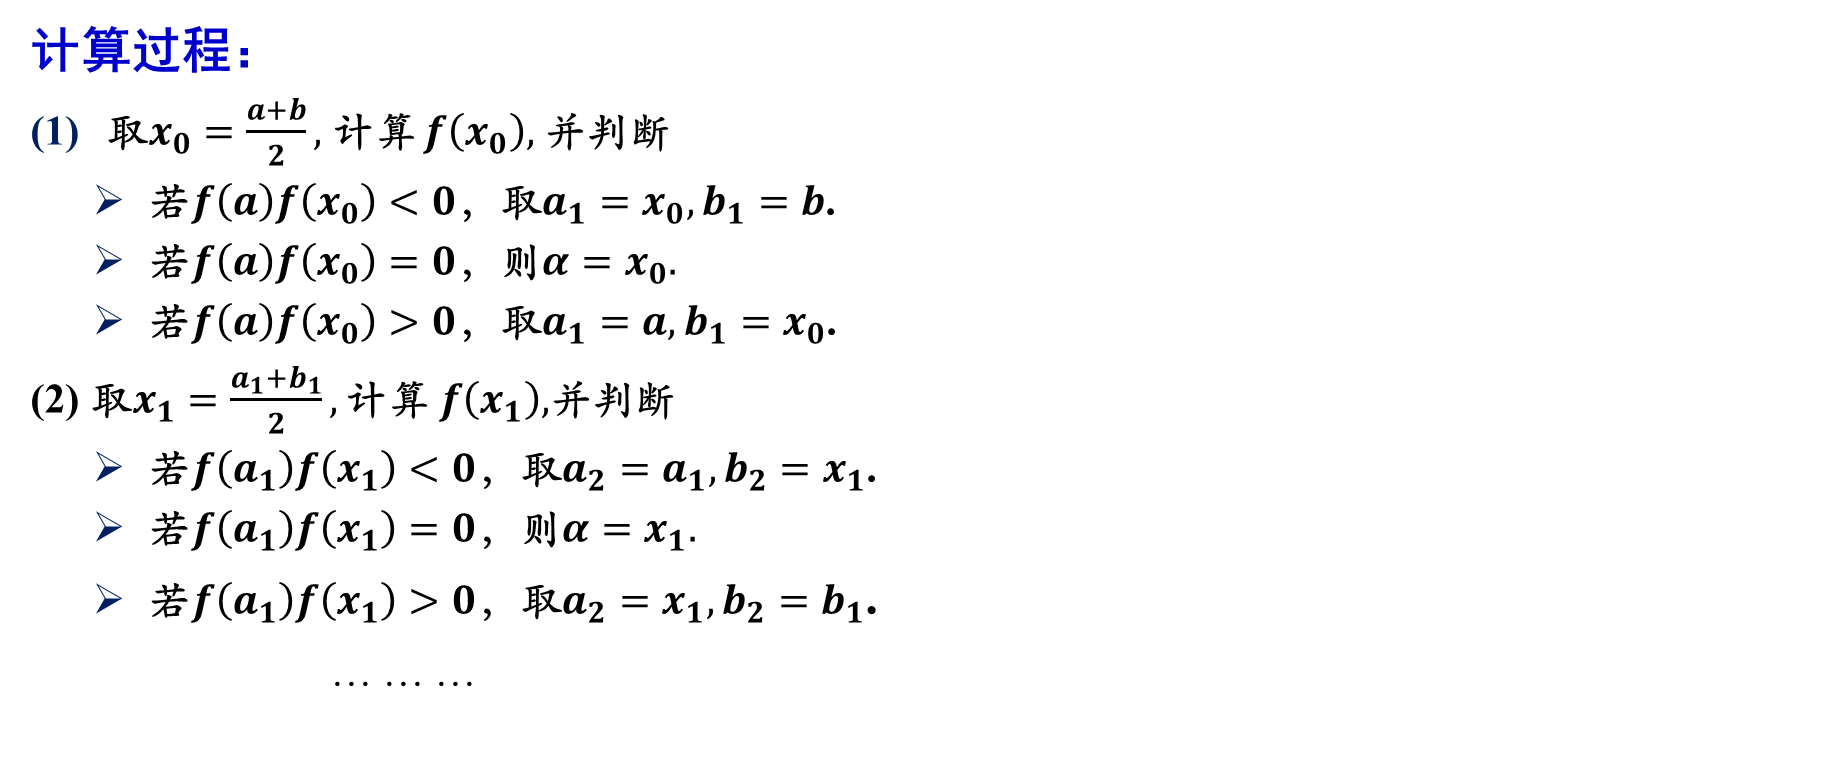 计算过程：
(1) 取x₀ = (a+b)/2, 计算 f(x₀), 并判断
➢ 若f(a)f(x₀) < 0，取a₁ = x₀, b₁ = b.
➢ 若f(a)f(x₀) = 0，则α = x₀.
➢ 若f(a)f(x₀) > 0，取a₁ = a, b₁ = x₀.
(2) 取x₁ = (a₁+b₁)/2, 计算 f(x₁),并判断
➢ 若f(a₁)f(x₁) < 0，取a₂ = a₁, b₂ = x₁.
➢ 若f(a₁)f(x₁) = 0，则α = x₁.
➢ 若f(a₁)f(x₁) > 0，取a₂ = x₁, b₂ = b₁.
… … …